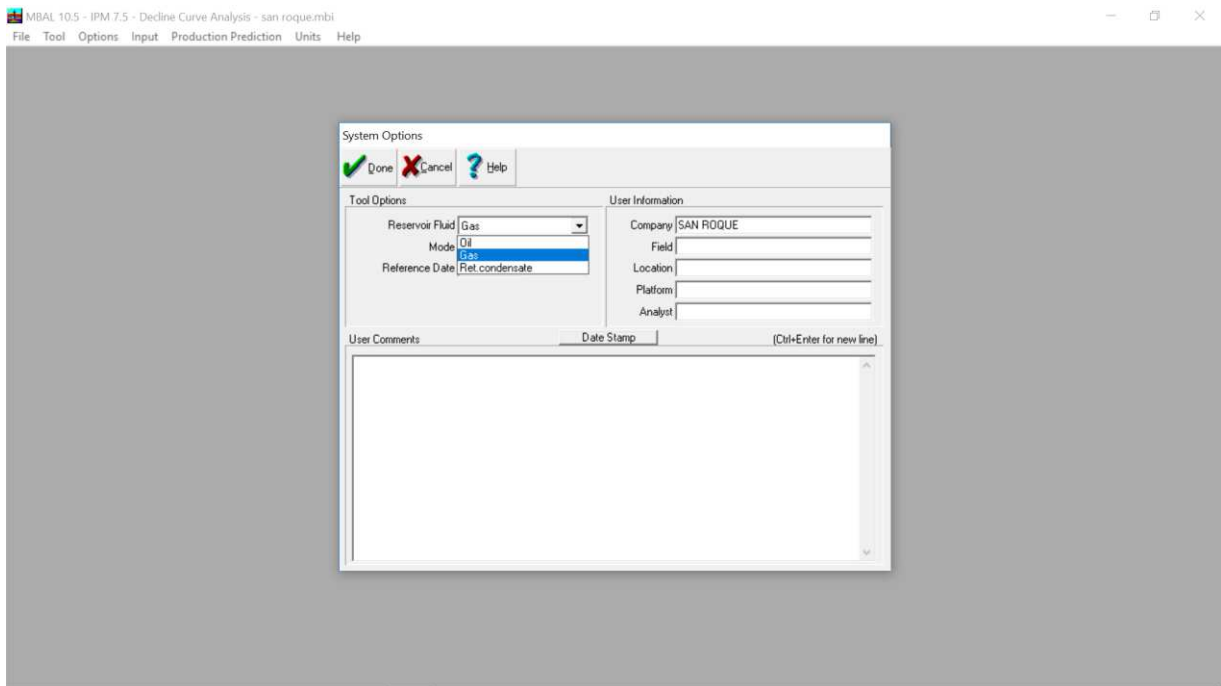 MBAL 10.5 - IPM 7.5 - Decline Curve Analysis - san roque.mbi
File Tool Options Input Production Prediction Units Help
System Options
Done Cancel Help
Tool Options
Reservoir Fluid Gas
Mode Oil
Gas
Reference Date Ret.condensate
User Information
Company SAN ROQUE
Field
Location
Platform
Analyst
User Comments Date Stamp (Ctrl+Enter for new line)